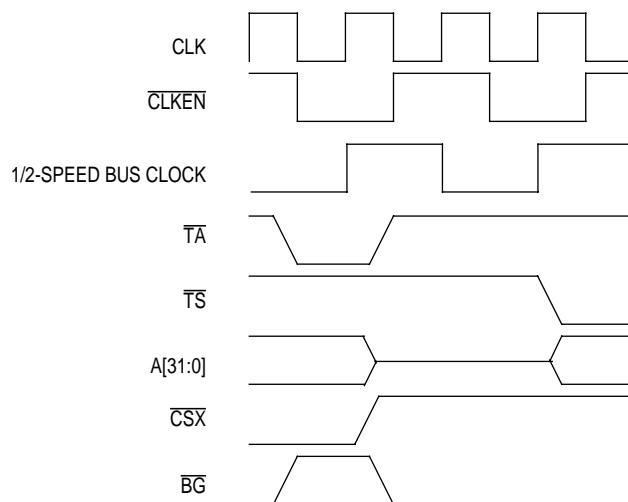 CLK
CLKEN
1/2-SPEED BUS CLOCK
TA
TS
A[31:0]
CSX
BG